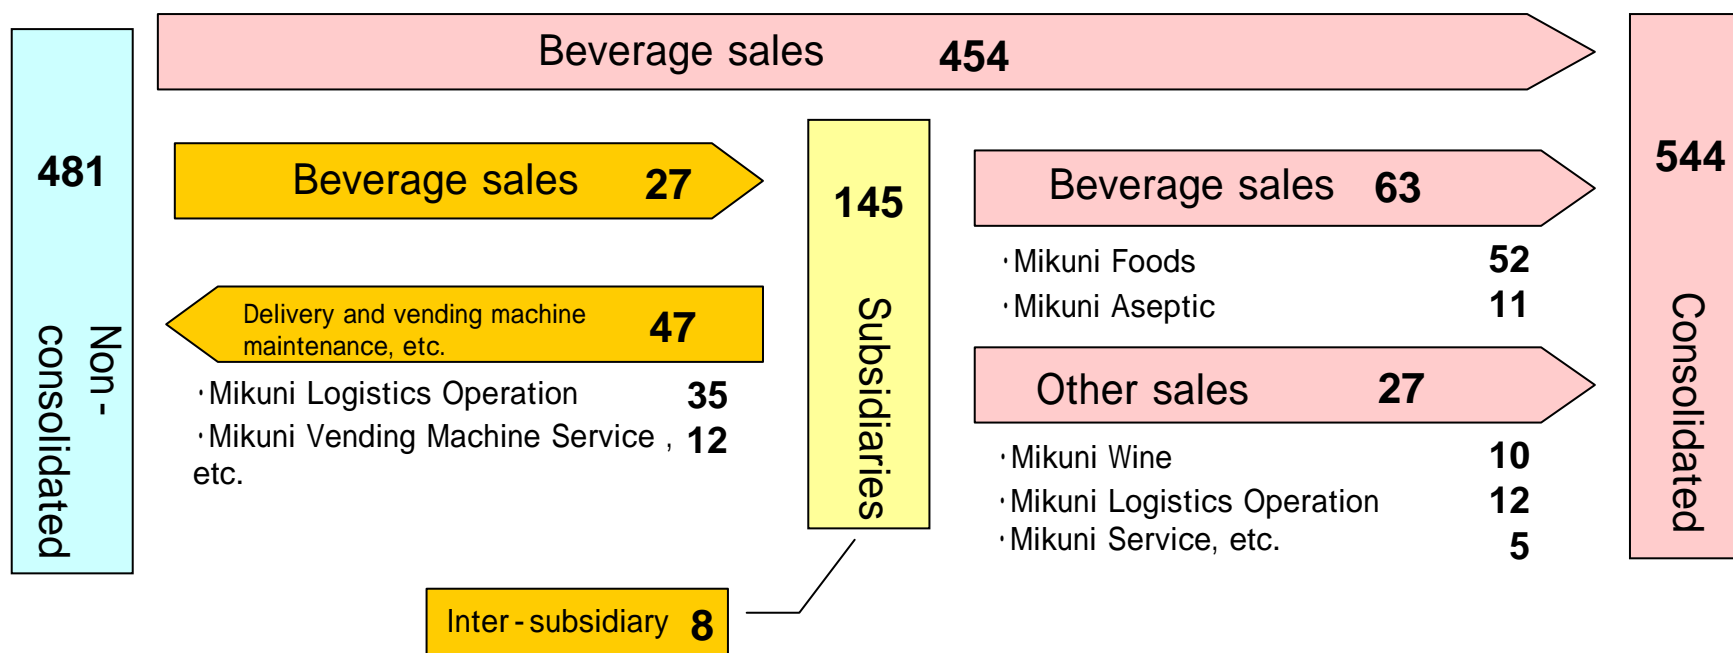 Beverage sales 454
481
Non-
consolidated
Beverage sales 27
Delivery and vending machine
maintenance, etc. 47
·Mikuni Logistics Operation 35
·Mikuni Vending Machine Service , 12
etc.
145
Subsidiaries
Inter-subsidiary 8
Beverage sales 63
·Mikuni Foods 52
·Mikuni Aseptic 11
Other sales 27
·Mikuni Wine 10
·Mikuni Logistics Operation 12
·Mikuni Service, etc. 5
544
Consolidated